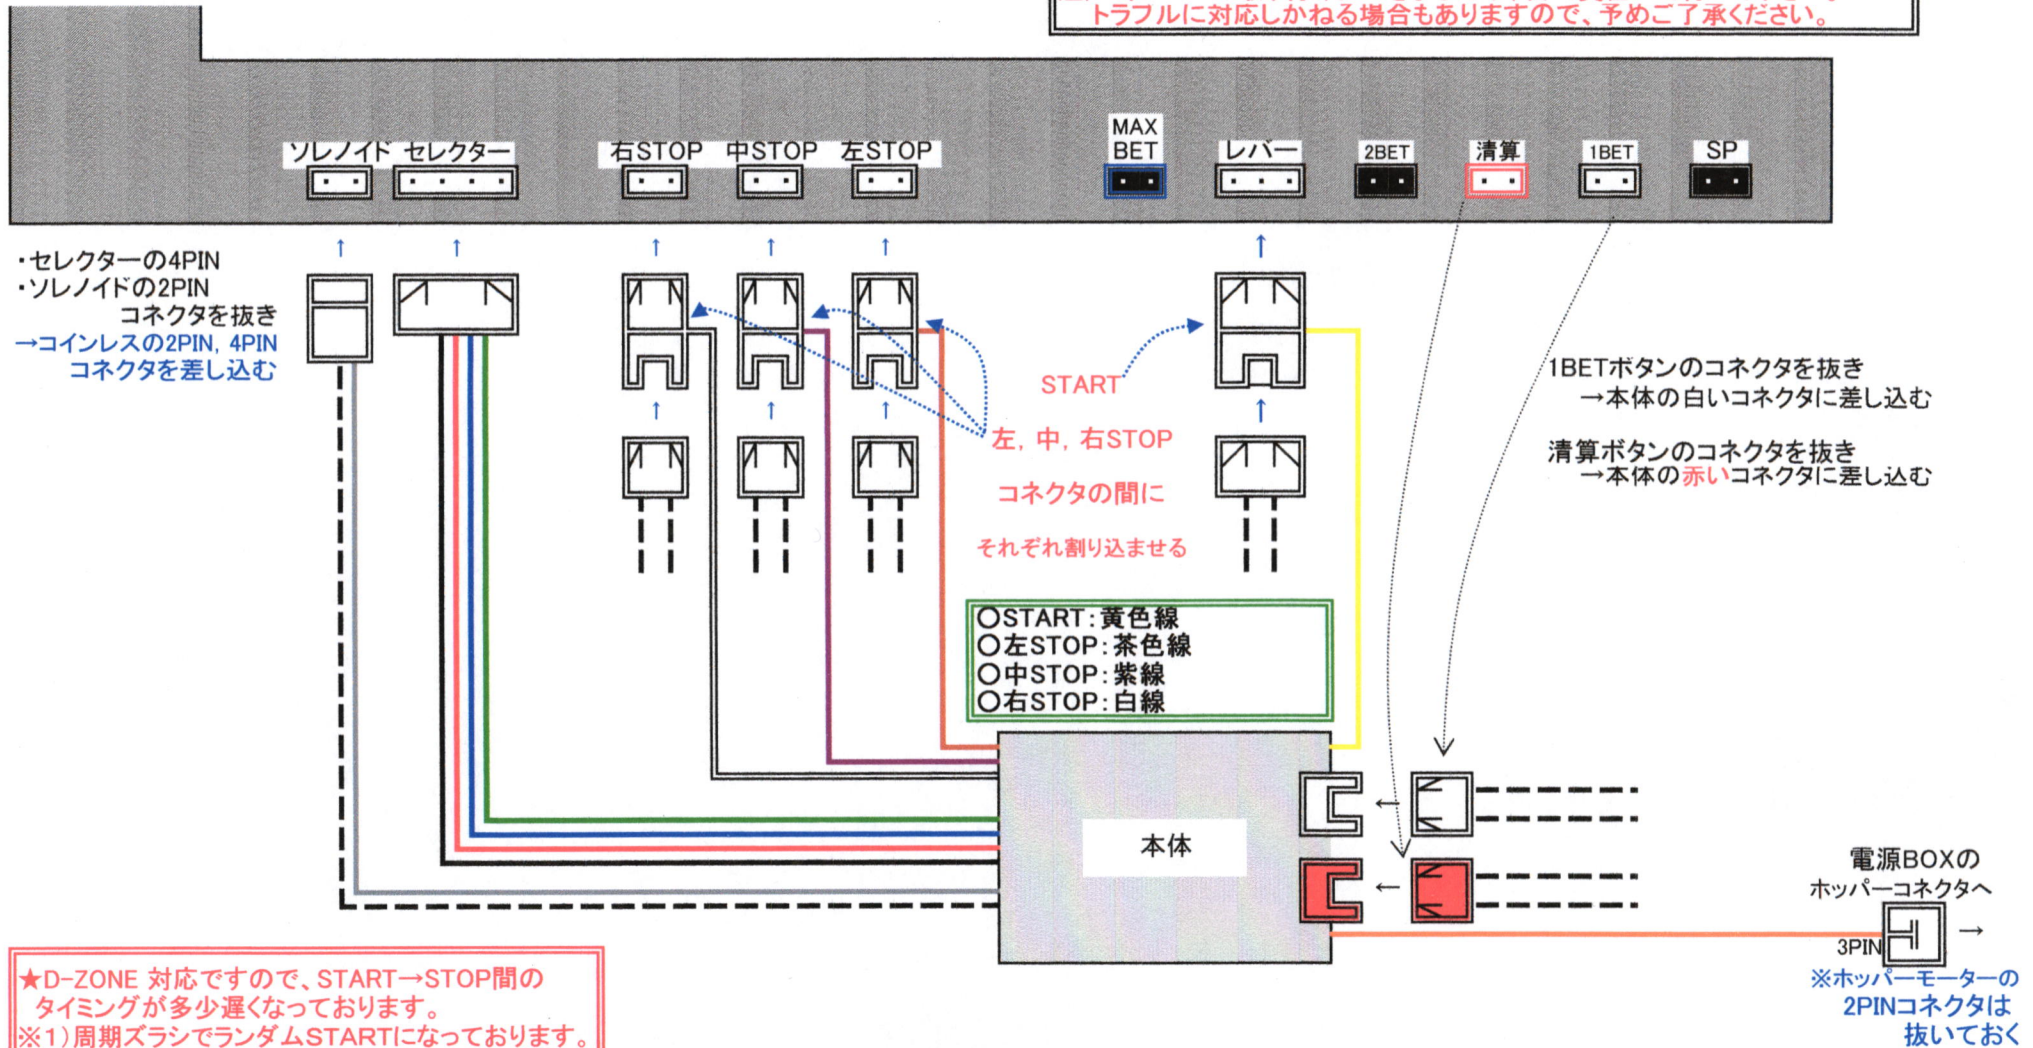 トラフルに対応しかねる場合もありますので、予めご了承ください。
ソレノイド セレクター 右STOP 中STOP 左STOP MAX BET レバー 2BET 清算 1BET SP
・セレクターの4PIN
・ソレノイドの2PIN
コネクタを抜き
→コインレスの2PIN, 4PIN
コネクタを差し込む
START
左, 中, 右STOP
コネクタの間に
それぞれ割り込ませる
1BETボタンのコネクタを抜き
→本体の白いコネクタに差し込む
清算ボタンのコネクタを抜き
→本体の赤いコネクタに差し込む
○START:黄色線
○左STOP:茶色線
○中STOP:紫線
○右STOP:白線
本体
電源BOXの
ホッパーコネクタへ
3PIN
→
※ホッパーモーターの
2PINコネクタは
抜いておく
★D-ZONE 対応ですので、START→STOP間の
タイミングが多少遅くなっております。
※1)周期ズラシでランダムSTARTになっております。